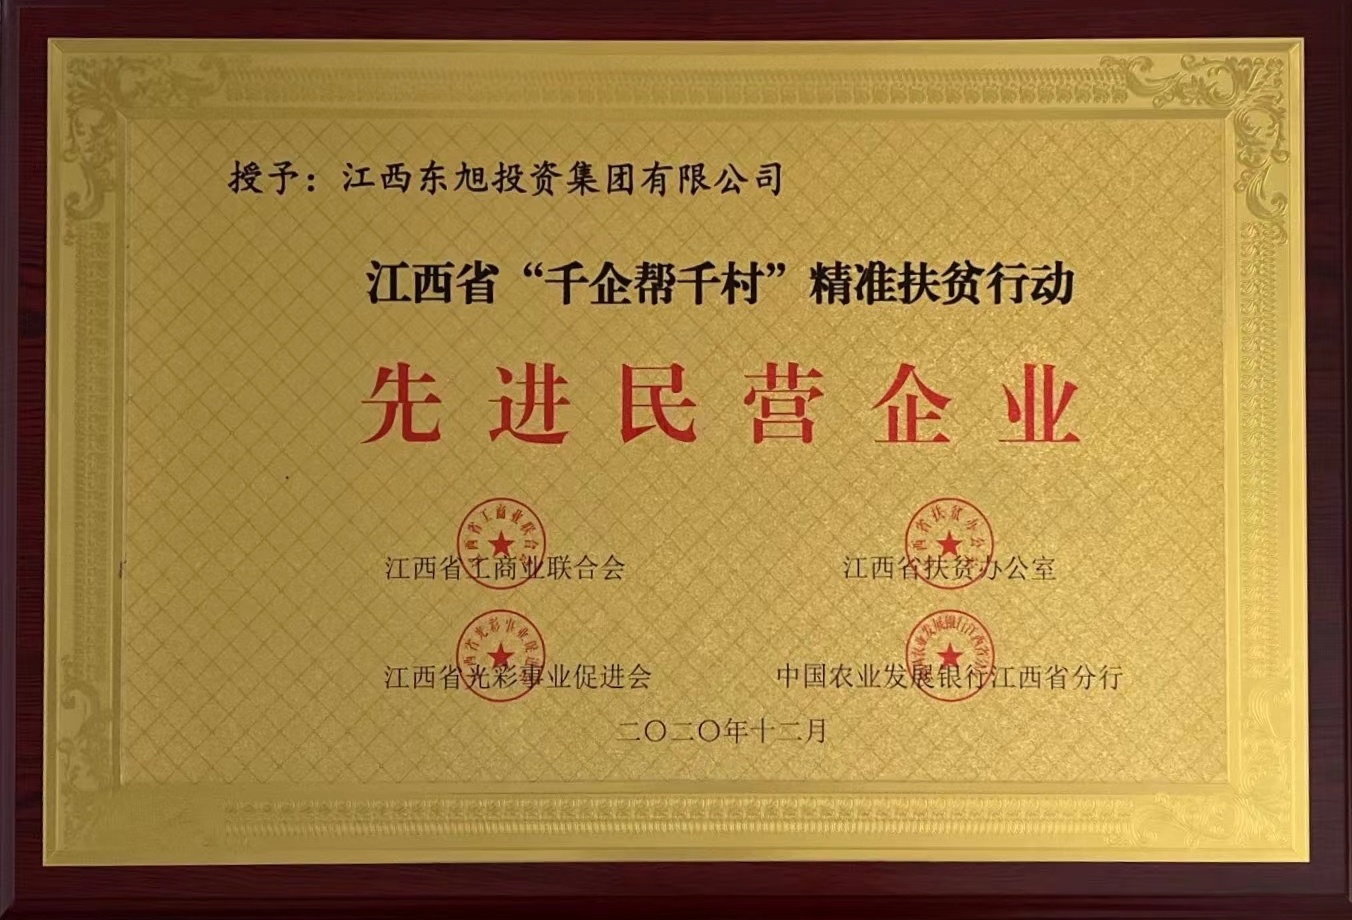 授予：江西东旭投资集团有限公司
江西省“千企帮千村”精准扶贫行动
先进民营企业
江西省工商业联合会
江西省扶贫办公室
江西省光彩事业促进会
中国农业发展银行江西省分行
二〇二〇年十二月